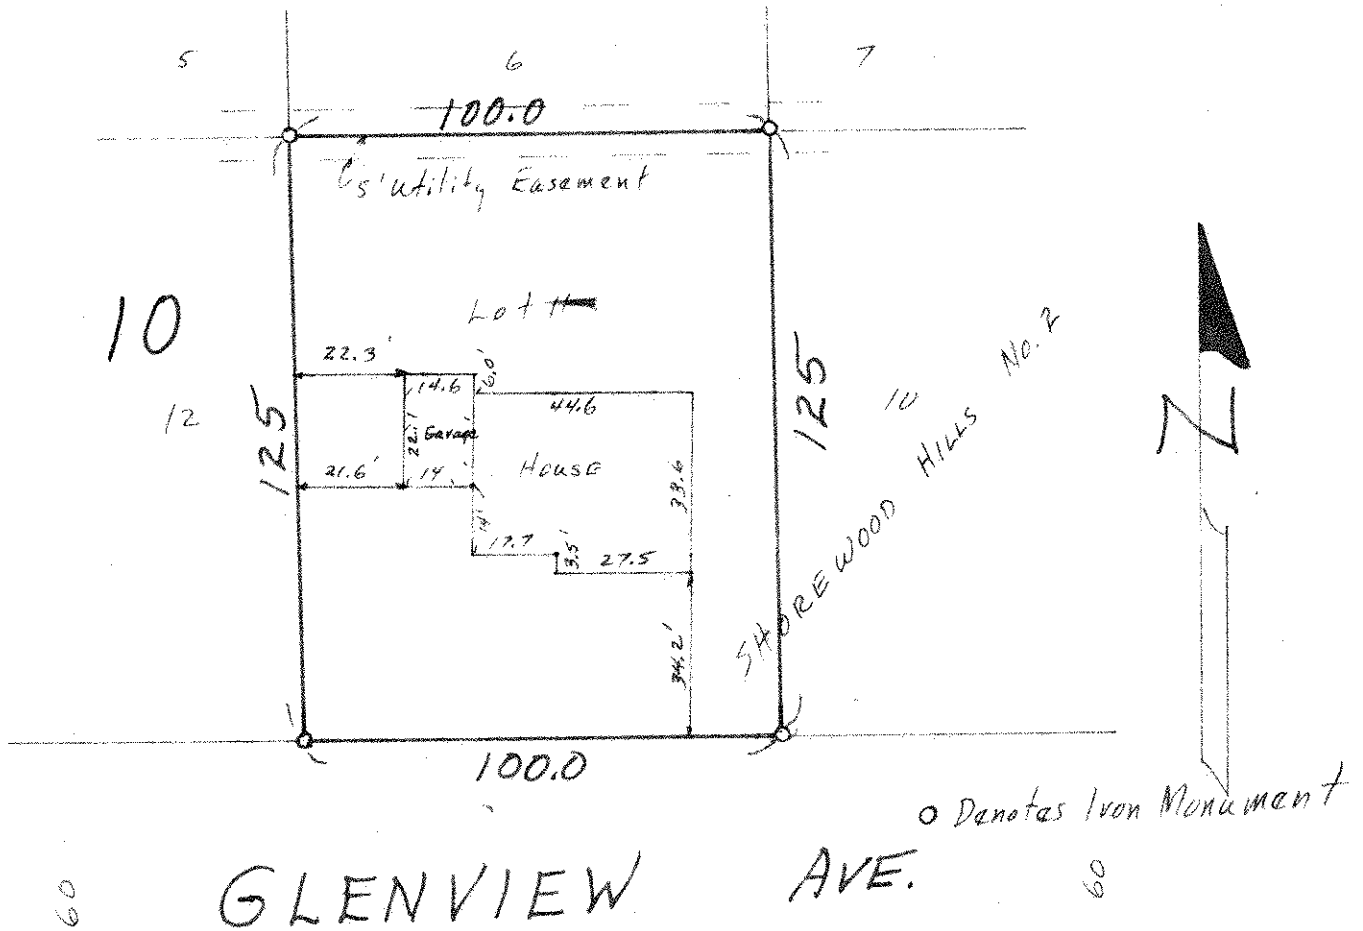 5
6
7
100.0
5' Utility Easement
10
Lot 11
No. 2
22.3'
14.6
6.0'
44.6
125
12
125
10
22.1'
Garage
HILLS
21.6'
14'
House
33.6
Z
14'
17.7
3.5'
27.5
SHOREWOOD
34.2'
100.0
o Denotes Iron Monument
60
GLENVIEW AVE.
60